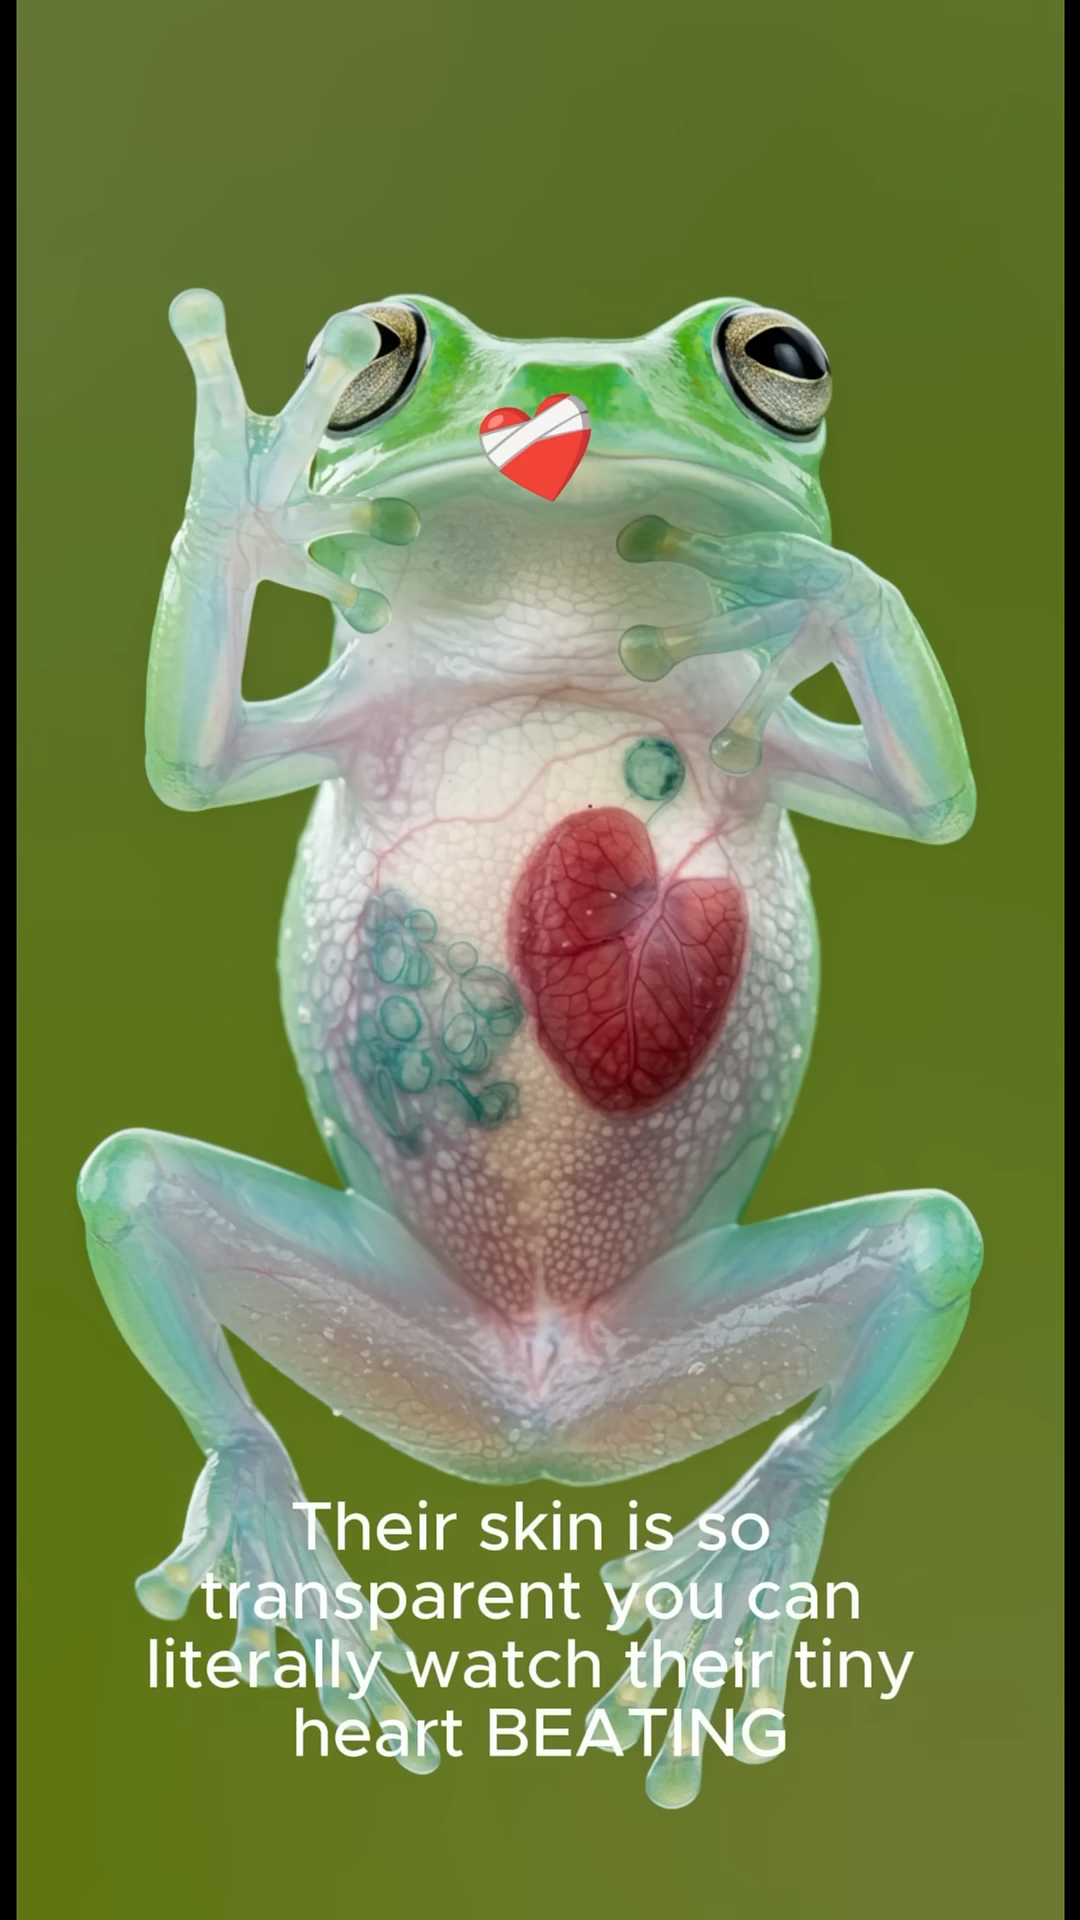 Their skin is so
transparent you can
literally watch their tiny
heart BEATING